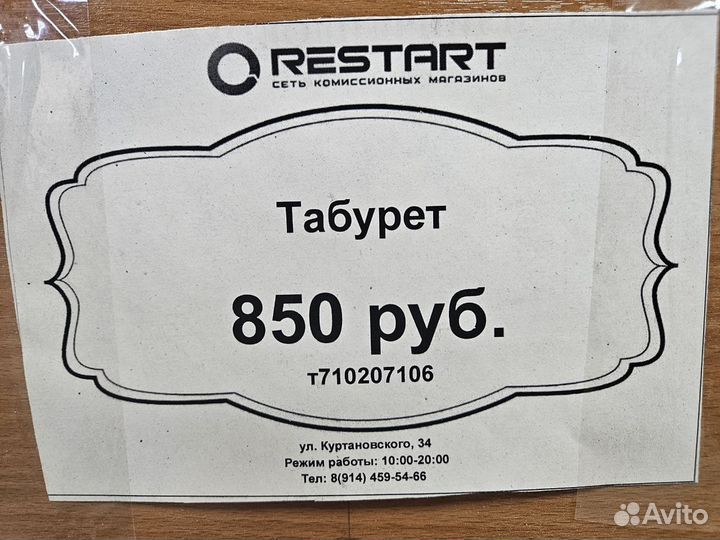 RESTART
СЕТЬ КОМИССИОННЫХ МАГАЗИНОВ
Табурет
850 руб.
т710207106
ул. Куртановского, 34
Режим работы: 10:00-20:00
Тел: 8(914) 459-54-66
Avito